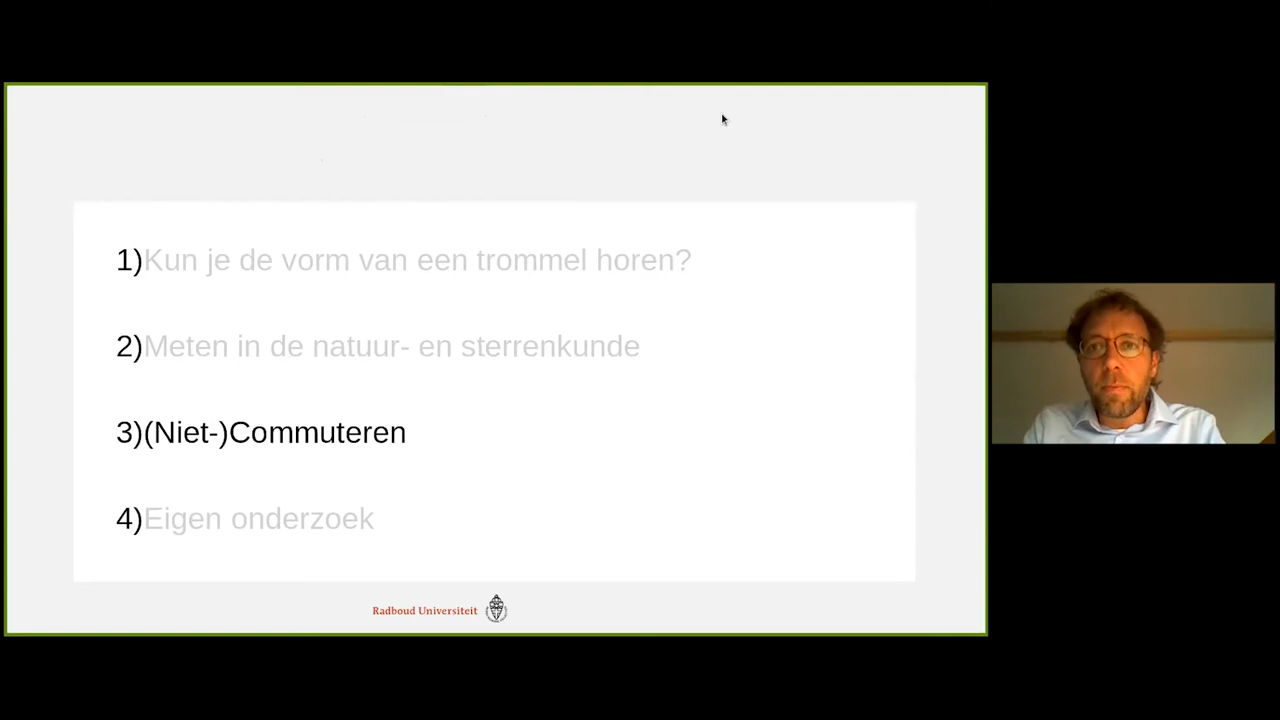 1)Kun je de vorm van een trommel horen?
2)Meten in de natuur- en sterrenkunde
3)(Niet-)Commuteren
4)Eigen onderzoek
Radboud Universiteit